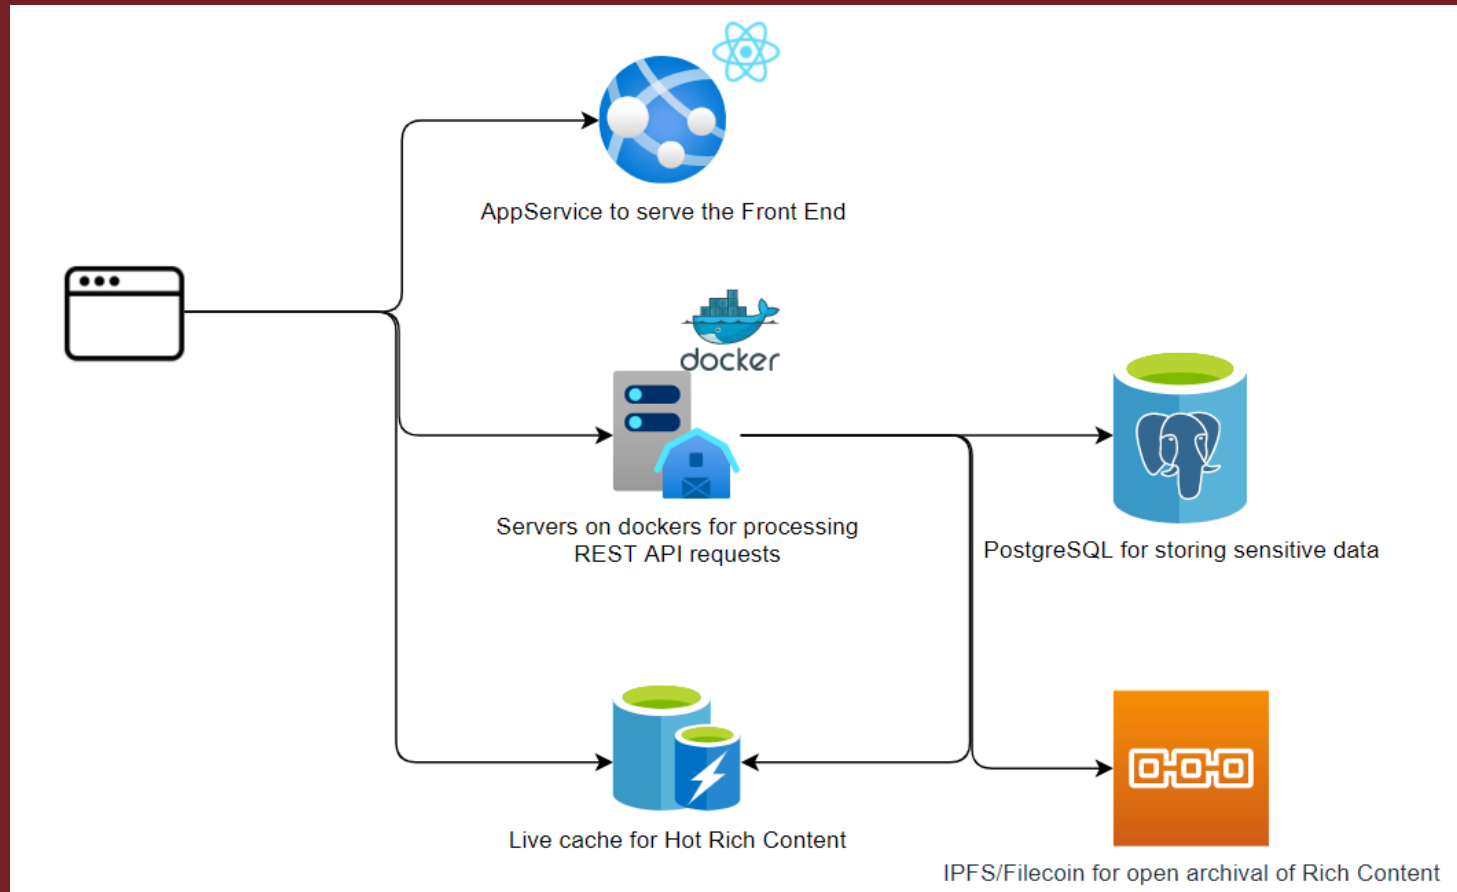 AppService to serve the Front End
docker
Servers on dockers for processing
REST API requests
PostgreSQL for storing sensitive data
Live cache for Hot Rich Content
IPFS/Filecoin for open archival of Rich Content